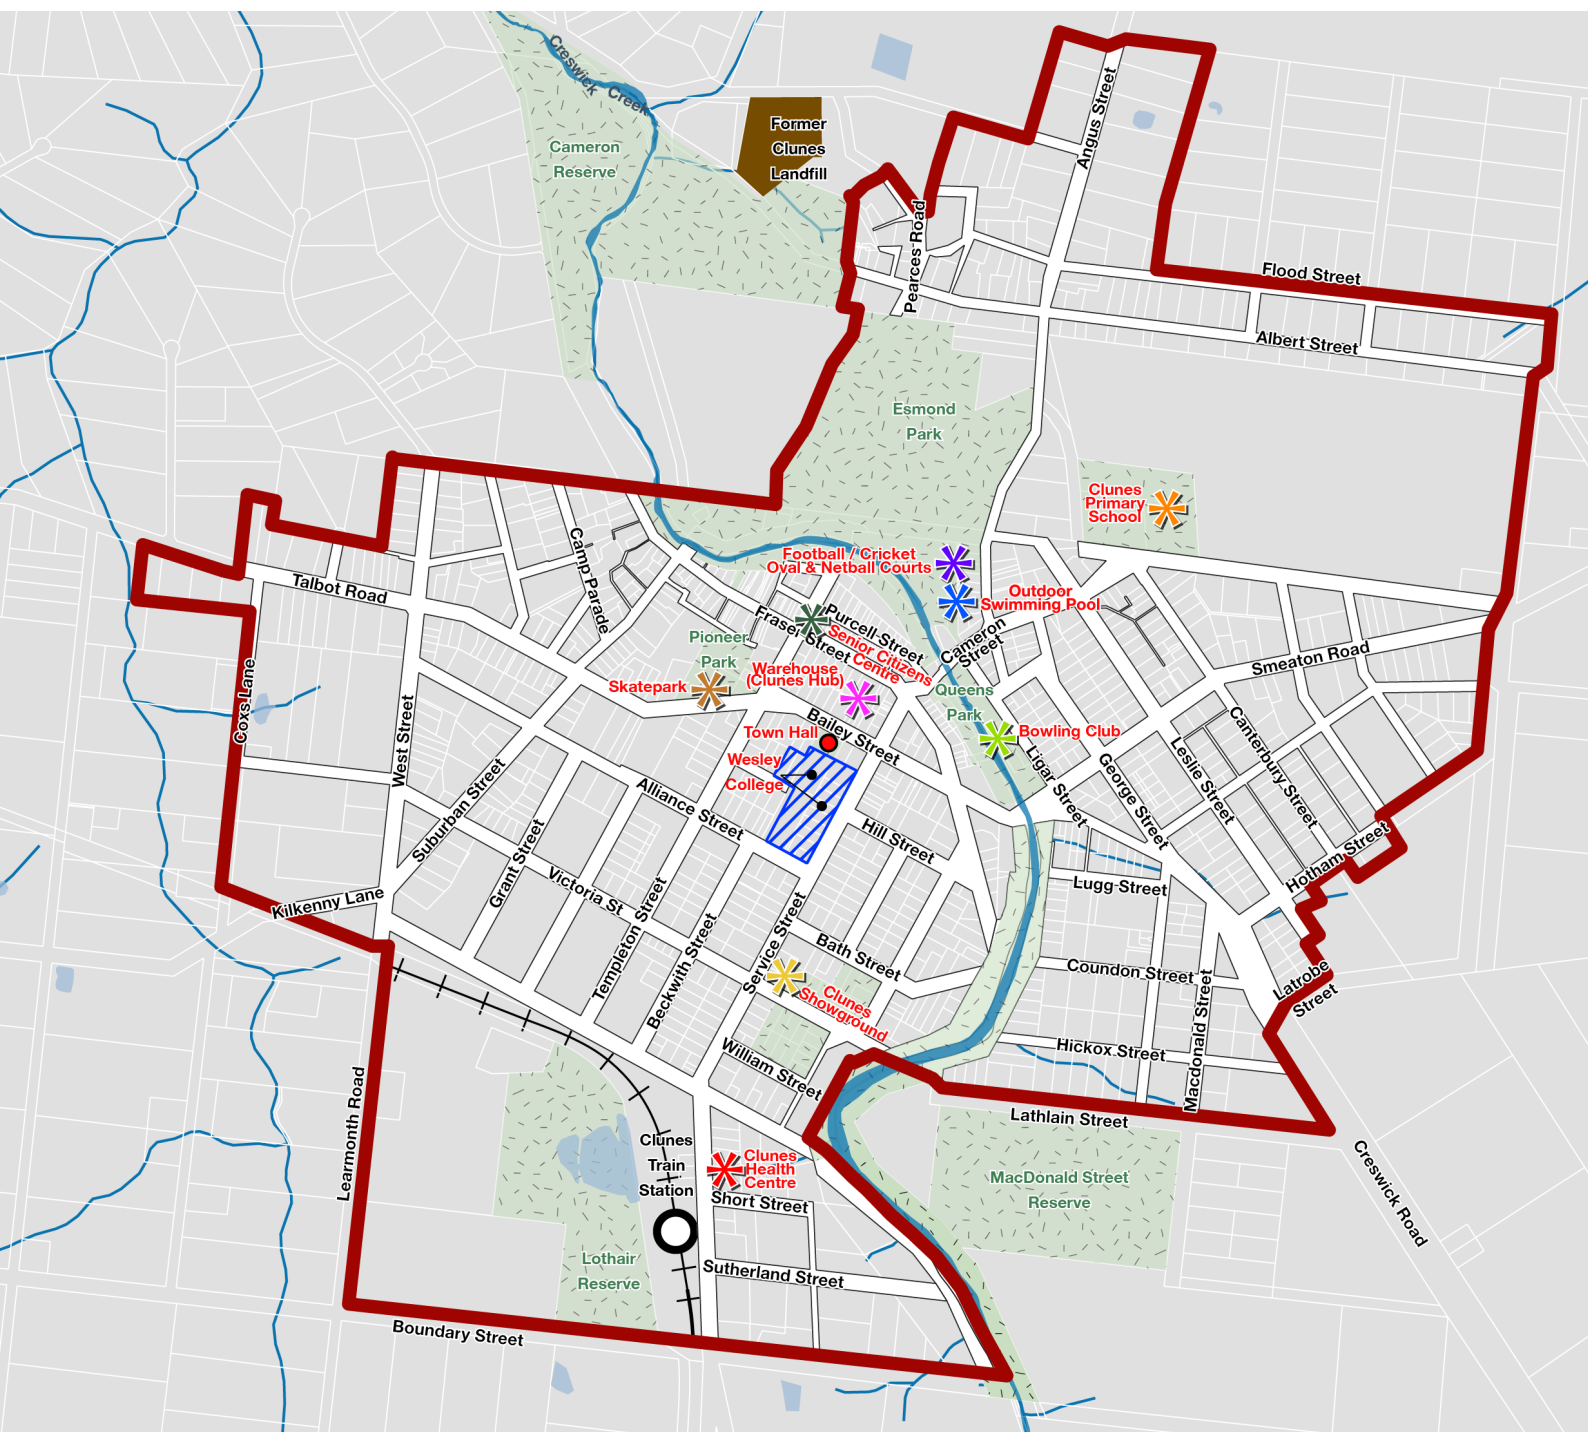 Creswick
Creek
Former
Clunes
Landfill
Cameron
Reserve
Angus Street
Pearces Road
Flood Street
Albert Street
Esmond
Park
Clunes
Primary
School
Football / Cricket
Oval & Netball Courts
Outdoor
Swimming Pool
Camp Parade
Talbot Road
Fraser Street
Purcell Street
Senior Citizens
Centre
Cameron
Street
Pioneer
Park
Smeaton Road
Warehouse
(Clunes Hub)
Skatepark
Queens
Park
Coxs Lane
West Street
Bailey Street
Town Hall
Bowling Club
Wesley
College
Ligar Street
George Street
Leslie Street
Canterbury Street
Suburban Street
Alliance Street
Hill Street
Grant Street
Hotham Street
Lugg Street
Kilkenny Lane
Victoria St
Templeton Street
Beckwith Street
Service Street
Bath Street
Clunes
Showground
Coundon Street
Macdonald Street
Latrobe
Street
Hickox Street
William Street
Learmonth Road
Lathlain Street
Clunes
Train
Station
Clunes
Health
Centre
Short Street
MacDonald Street
Reserve
Creswick Road
Lothair
Reserve
Sutherland Street
Boundary Street